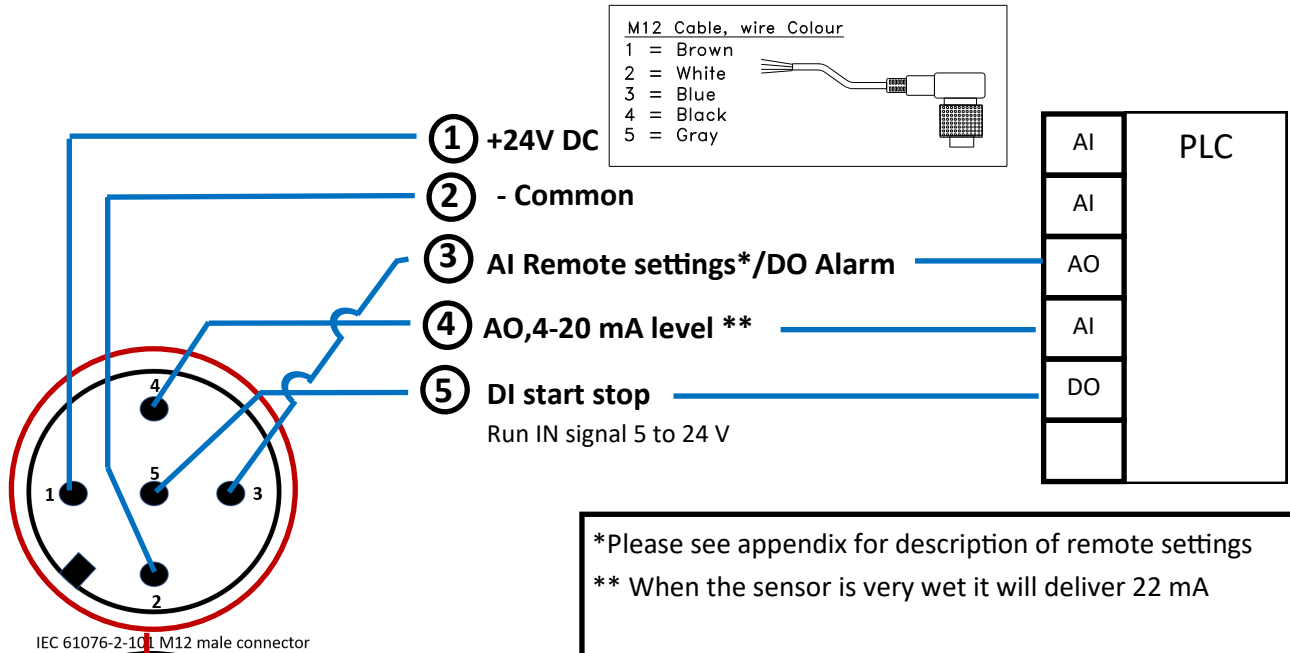 M12 Cable, wire Colour
1 = Brown
2 = White
3 = Blue
4 = Black
5 = Gray
1 +24V DC
2 - Common
3 AI Remote settings*/DO Alarm
4 AO,4-20 mA level **
5 DI start stop
Run IN signal 5 to 24 V
AI
AI
AO
AI
DO
PLC
4
5
1
3
2
IEC 61076-2-101 M12 male connector
*Please see appendix for description of remote settings
** When the sensor is very wet it will deliver 22 mA